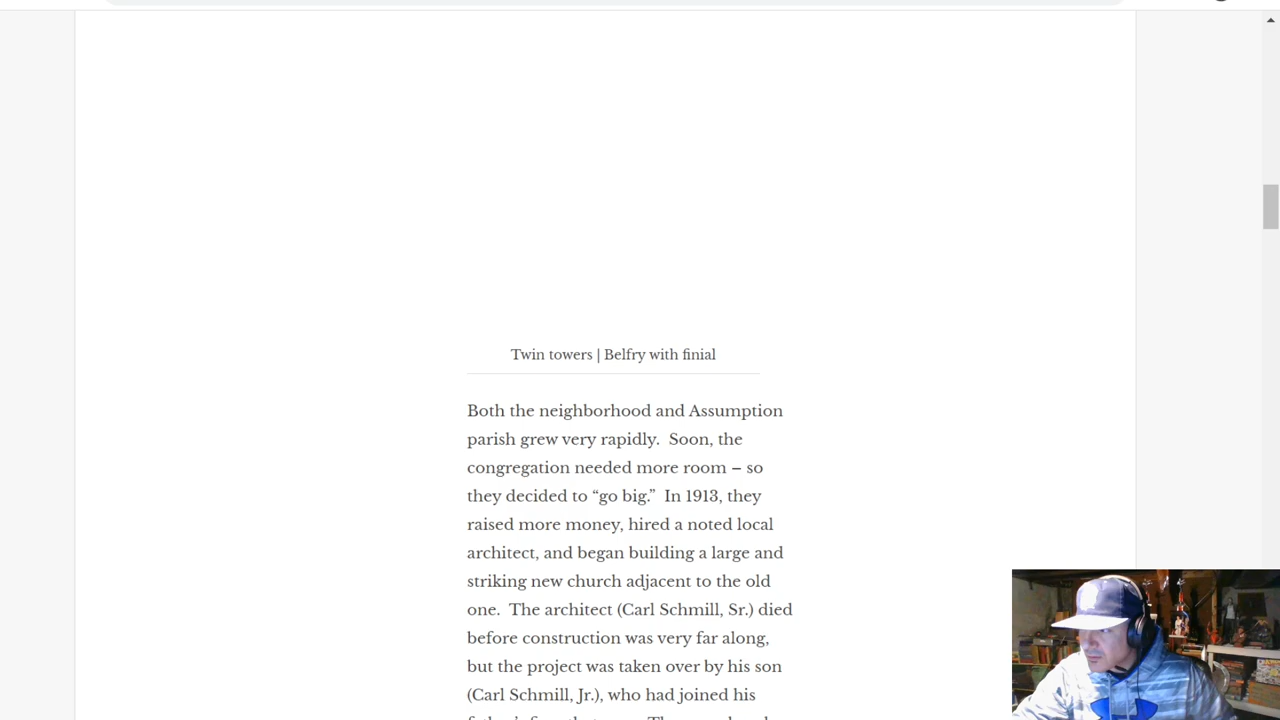 Twin towers | Belfry with finial
Both the neighborhood and Assumption
parish grew very rapidly.  Soon, the
congregation needed more room – so
they decided to “go big.”  In 1913, they
raised more money, hired a noted local
architect, and began building a large and
striking new church adjacent to the old
one.  The architect (Carl Schmill, Sr.) died
before construction was very far along,
but the project was taken over by his son
(Carl Schmill, Jr.), who had joined his